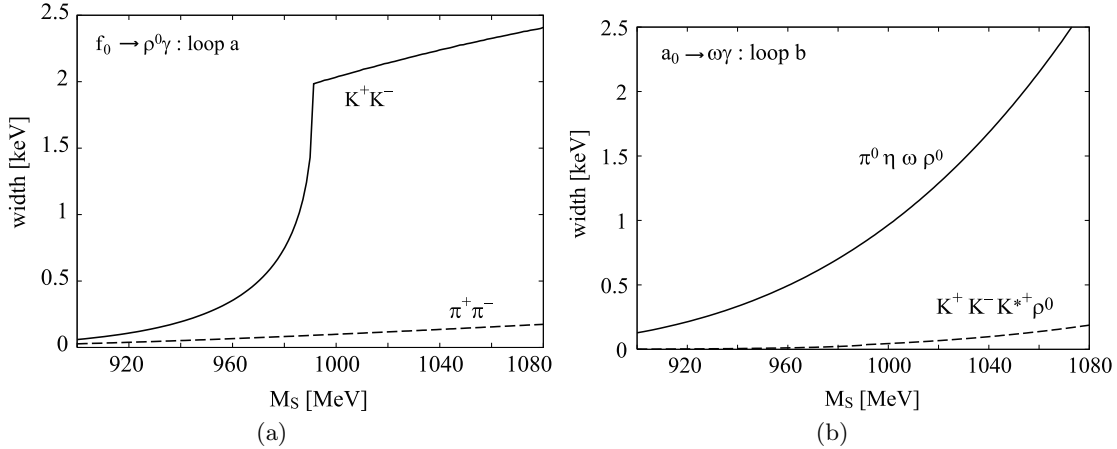 f₀ → ρ⁰γ : loop a
K⁺K⁻
π⁺π⁻
width [keV]
2.5
2
1.5
1
0.5
0
920
960
1000
1040
1080
M_S [MeV]
(a)
a₀ → ωγ : loop b
π⁰ η ω ρ⁰
K⁺ K⁻ K*⁺ρ⁰
width [keV]
2.5
2
1.5
1
0.5
0
920
960
1000
1040
1080
M_S [MeV]
(b)